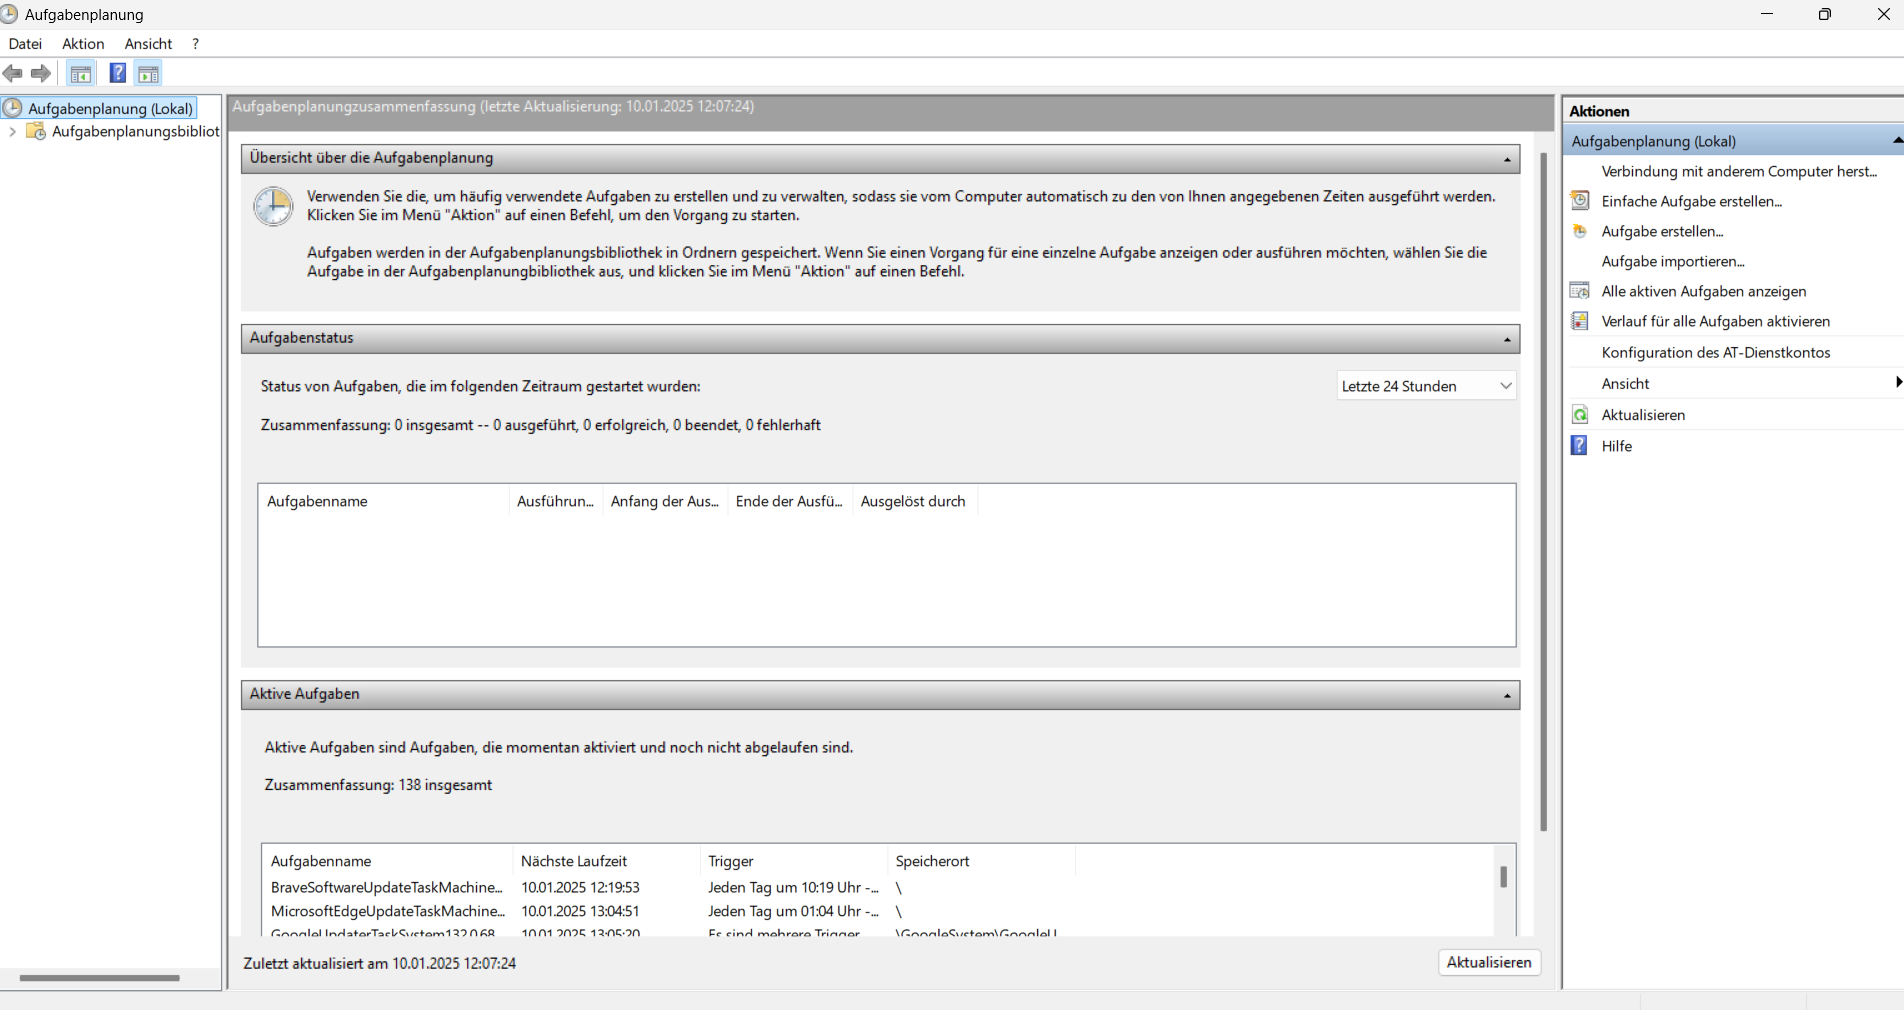 Aufgabenplanung
Datei Aktion Ansicht ?
Aufgabenplanung (Lokal)
Aufgabenplanungsbibliot
Aufgabenplanungzusammenfassung (letzte Aktualisierung: 10.01.2025 12:07:24)
Übersicht über die Aufgabenplanung
Verwenden Sie die, um häufig verwendete Aufgaben zu erstellen und zu verwalten, sodass sie vom Computer automatisch zu den von Ihnen angegebenen Zeiten ausgeführt werden.
Klicken Sie im Menü "Aktion" auf einen Befehl, um den Vorgang zu starten.
Aufgaben werden in der Aufgabenplanungsbibliothek in Ordnern gespeichert. Wenn Sie einen Vorgang für eine einzelne Aufgabe anzeigen oder ausführen möchten, wählen Sie die
Aufgabe in der Aufgabenplanungbibliothek aus, und klicken Sie im Menü "Aktion" auf einen Befehl.
Aufgabenstatus
Status von Aufgaben, die im folgenden Zeitraum gestartet wurden:
Letzte 24 Stunden
Zusammenfassung: 0 insgesamt -- 0 ausgeführt, 0 erfolgreich, 0 beendet, 0 fehlerhaft
Aufgabenname Ausführun... Anfang der Aus... Ende der Ausfü... Ausgelöst durch
Aktive Aufgaben
Aktive Aufgaben sind Aufgaben, die momentan aktiviert und noch nicht abgelaufen sind.
Zusammenfassung: 138 insgesamt
Aufgabenname Nächste Laufzeit Trigger Speicherort
BraveSoftwareUpdateTaskMachine... 10.01.2025 12:19:53 Jeden Tag um 10:19 Uhr -... \
MicrosoftEdgeUpdateTaskMachine... 10.01.2025 13:04:51 Jeden Tag um 01:04 Uhr -... \
GoogleUpdaterTaskSystem132.0.68 10.01.2025 13:05:20 Es sind mehrere Trigger \GoogleSystem\GoogleU
Zuletzt aktualisiert am 10.01.2025 12:07:24
Aktualisieren
Aktionen
Aufgabenplanung (Lokal)
Verbindung mit anderem Computer herst...
Einfache Aufgabe erstellen...
Aufgabe erstellen...
Aufgabe importieren...
Alle aktiven Aufgaben anzeigen
Verlauf für alle Aufgaben aktivieren
Konfiguration des AT-Dienstkontos
Ansicht
Aktualisieren
Hilfe